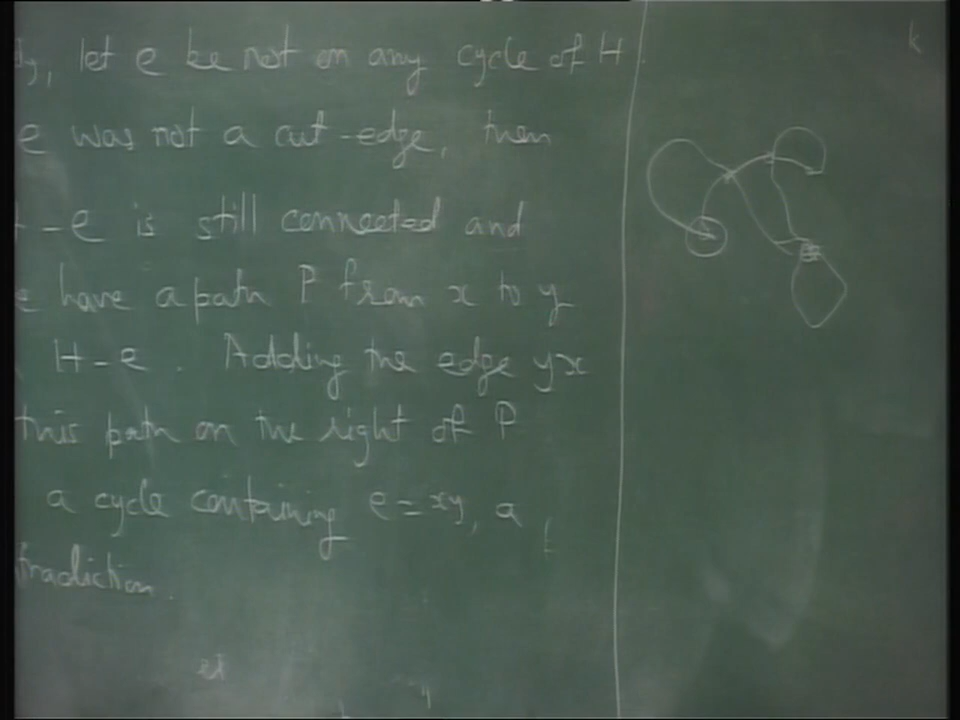 let e be not on any cycle of H.
e was not a cut-edge, then
- e is still connected and
have a path P from x to y
H-e. Adding the edge yx
this path on the right of P
a cycle containing e=xy, a
tradiction.
k